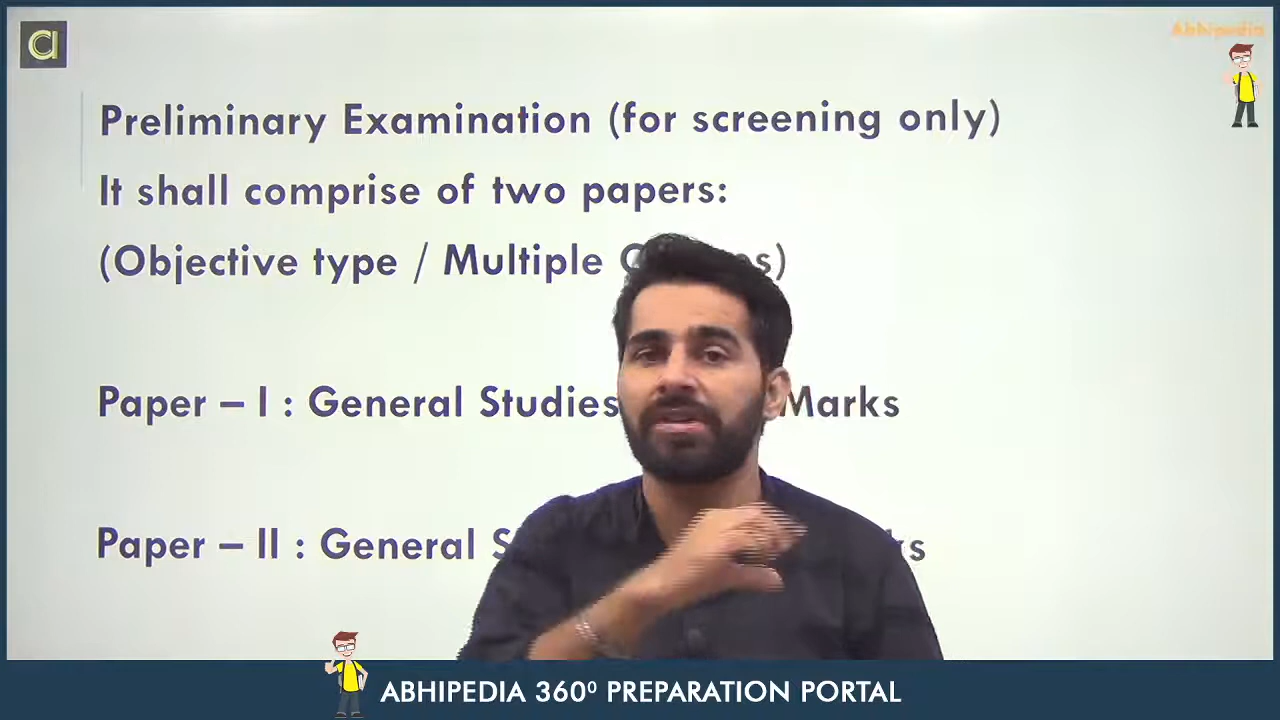 Abhipedia
Preliminary Examination (for screening only)
It shall comprise of two papers:
(Objective type / Multiple
Paper – I : General Studies Marks
Paper – II : General
ABHIPEDIA 360⁰ PREPARATION PORTAL